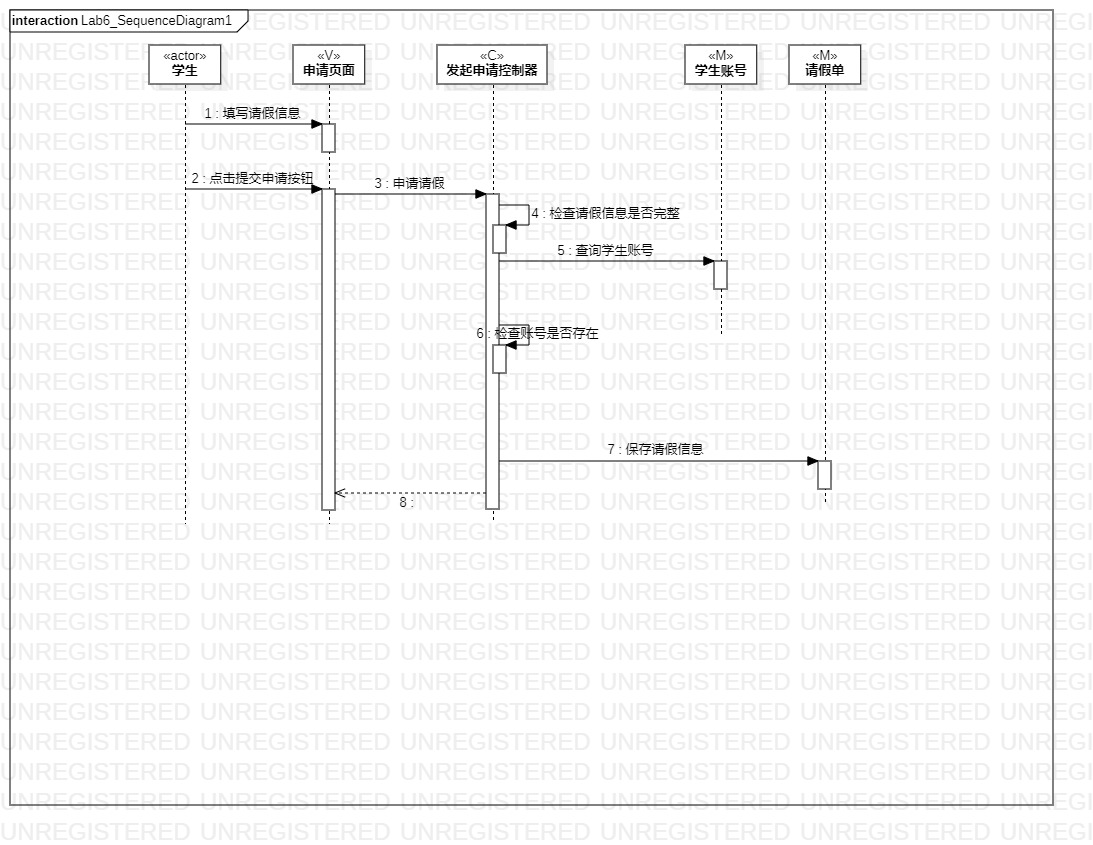 interaction Lab6_SequenceDiagram1
«actor»
学生
«V»
申请页面
«C»
发起申请控制器
«M»
学生账号
«M»
请假单
1 : 填写请假信息
2 : 点击提交申请按钮
3 : 申请请假
4 : 检查请假信息是否完整
5 : 查询学生账号
6 : 检查账号是否存在
7 : 保存请假信息
8 :
UNREGISTERED UNREGISTERED UNREGISTERED UNREGISTERED UNREGISTERED UNREGI